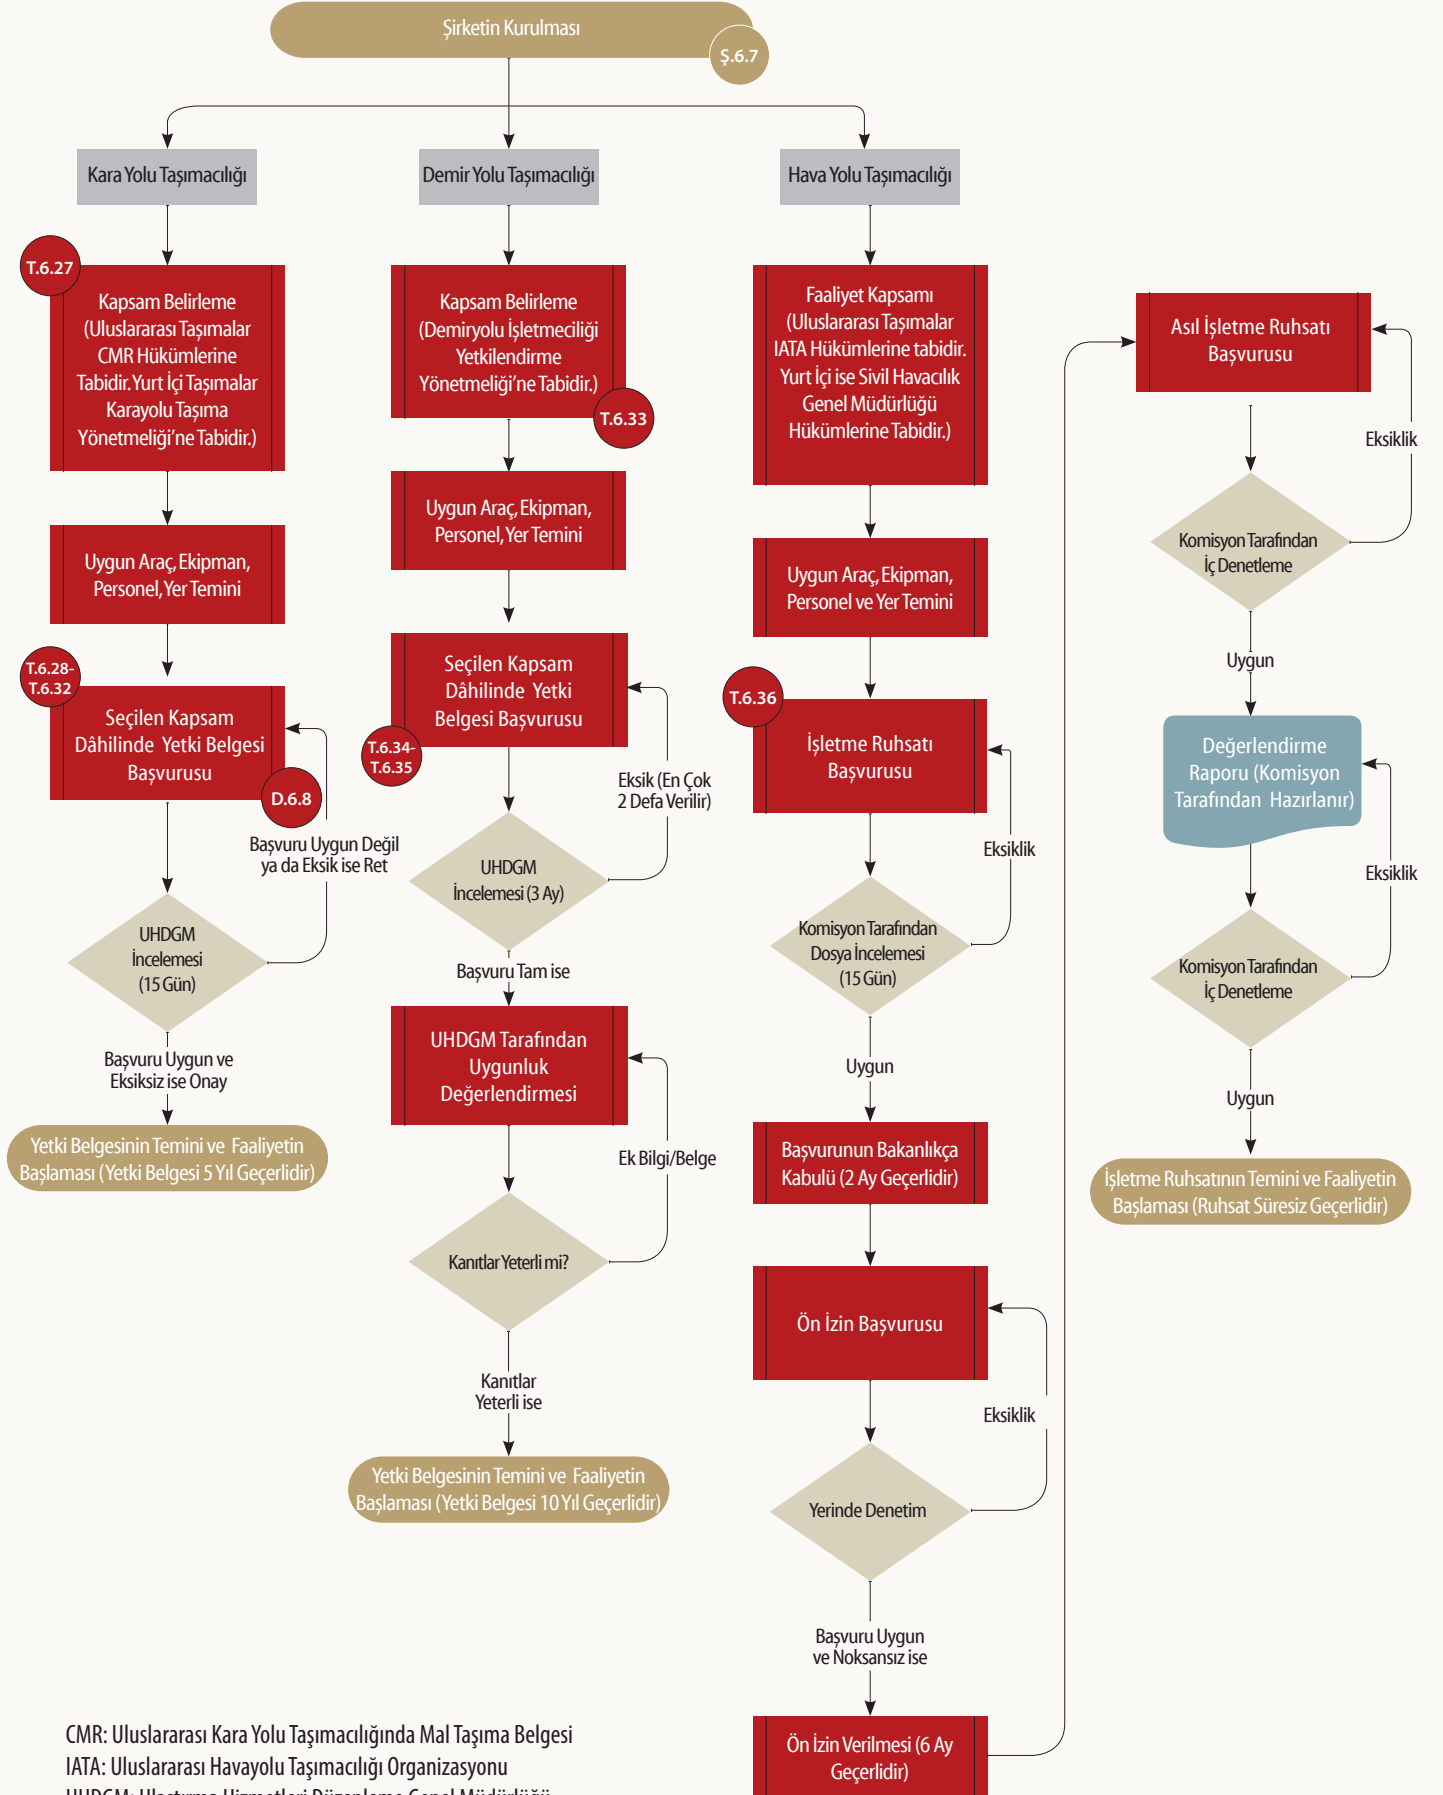 Şirketin Kurulması
Ş.6.7
Kara Yolu Taşımacılığı
T.6.27
Kapsam Belirleme
(Uluslararası Taşımalar
CMR Hükümlerine
Tabidir. Yurt İçi Taşımalar
Karayolu Taşıma
Yönetmeliği’ne Tabidir.)
Uygun Araç, Ekipman,
Personel, Yer Temini
T.6.28-
T.6.32
Seçilen Kapsam
Dâhilinde Yetki Belgesi
Başvurusu
D.6.8
Başvuru Uygun Değil
ya da Eksik ise Ret
UHDGM
İncelemesi
(15 Gün)
Başvuru Uygun ve
Eksiksiz ise Onay
Yetki Belgesinin Temini ve Faaliyetin
Başlaması (Yetki Belgesi 5 Yıl Geçerlidir)
Demir Yolu Taşımacılığı
Kapsam Belirleme
(Demiryolu İşletmeciliği
Yetkilendirme
Yönetmeliği’ne Tabidir.)
T.6.33
Uygun Araç, Ekipman,
Personel, Yer Temini
Seçilen Kapsam
Dâhilinde Yetki
Belgesi Başvurusu
T.6.34-
T.6.35
Eksik (En Çok
2 Defa Verilir)
UHDGM
İncelemesi (3 Ay)
Başvuru Tam ise
UHDGM Tarafından
Uygunluk
Değerlendirmesi
Ek Bilgi/Belge
Kanıtlar Yeterli mi?
Kanıtlar
Yeterli ise
Yetki Belgesinin Temini ve Faaliyetin
Başlaması (Yetki Belgesi 10 Yıl Geçerlidir)
Hava Yolu Taşımacılığı
Faaliyet Kapsamı
(Uluslararası Taşımalar
IATA Hükümlerine tabidir.
Yurt İçi ise Sivil Havacılık
Genel Müdürlüğü
Hükümlerine Tabidir.)
Uygun Araç, Ekipman,
Personel ve Yer Temini
T.6.36
İşletme Ruhsatı
Başvurusu
Eksiklik
Komisyon Tarafından
Dosya İncelemesi
(15 Gün)
Uygun
Başvurunun Bakanlıkça
Kabulü (2 Ay Geçerlidir)
Ön İzin Başvurusu
Eksiklik
Yerinde Denetim
Başvuru Uygun
ve Noksansız ise
Ön İzin Verilmesi (6 Ay
Geçerlidir)
Asıl İşletme Ruhsatı
Başvurusu
Eksiklik
Komisyon Tarafından
İç Denetleme
Uygun
Değerlendirme
Raporu (Komisyon
Tarafından Hazırlanır)
Eksiklik
Komisyon Tarafından
İç Denetleme
Uygun
İşletme Ruhsatının Temini ve Faaliyetin
Başlaması (Ruhsat Süresiz Geçerlidir)
CMR: Uluslararası Kara Yolu Taşımacılığında Mal Taşıma Belgesi
IATA: Uluslararası Havayolu Taşımacılığı Organizasyonu
UHDGM: Ulaştırma Hizmetleri Düzenleme Genel Müdürlüğü